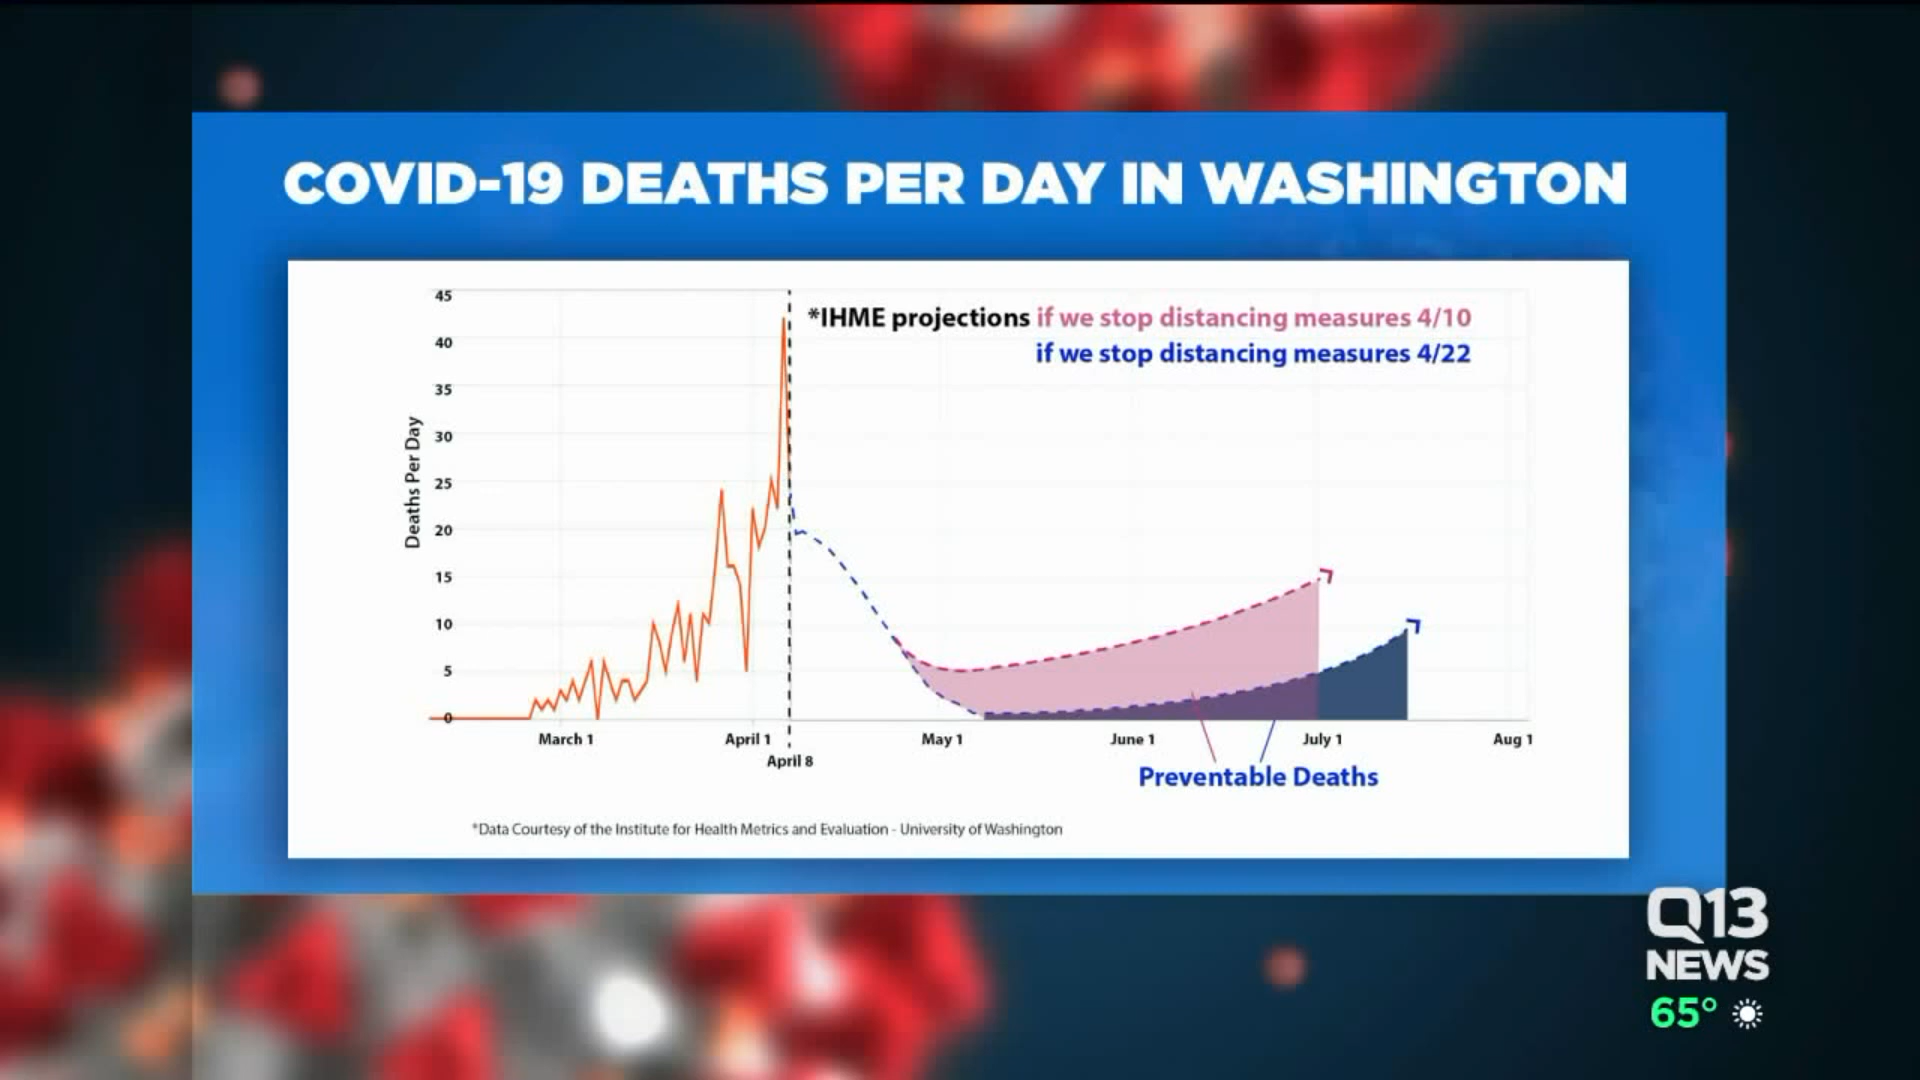 COVID-19 DEATHS PER DAY IN WASHINGTON
45
40
35
30
25
20
15
10
5
0
Deaths Per Day
*IHME projections if we stop distancing measures 4/10
if we stop distancing measures 4/22
March 1
April 1
April 8
May 1
June 1
July 1
Aug 1
Preventable Deaths
*Data Courtesy of the Institute for Health Metrics and Evaluation - University of Washington
Q13
NEWS
65°